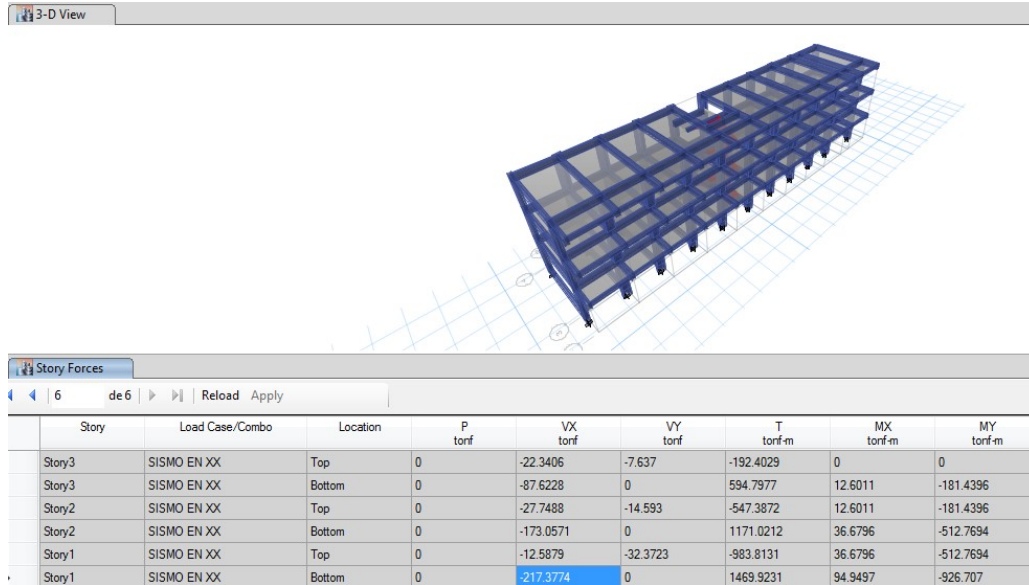 3-D View
Story Forces
6 de 6 Reload Apply
Story Load Case/Combo Location P VX VY T MX MY
tonf tonf tonf tonf-m tonf-m tonf-m
Story3 SISMO EN XX Top 0 -22.3406 -7.637 -192.4029 0 0
Story3 SISMO EN XX Bottom 0 -87.6228 0 594.7977 12.6011 -181.4396
Story2 SISMO EN XX Top 0 -27.7488 -14.593 -547.3872 12.6011 -181.4396
Story2 SISMO EN XX Bottom 0 -173.0571 0 1171.0212 36.6796 -512.7694
Story1 SISMO EN XX Top 0 -12.5879 -32.3723 -983.8131 36.6796 -512.7694
Story1 SISMO EN XX Bottom 0 -217.3774 0 1469.9231 94.9497 -926.707